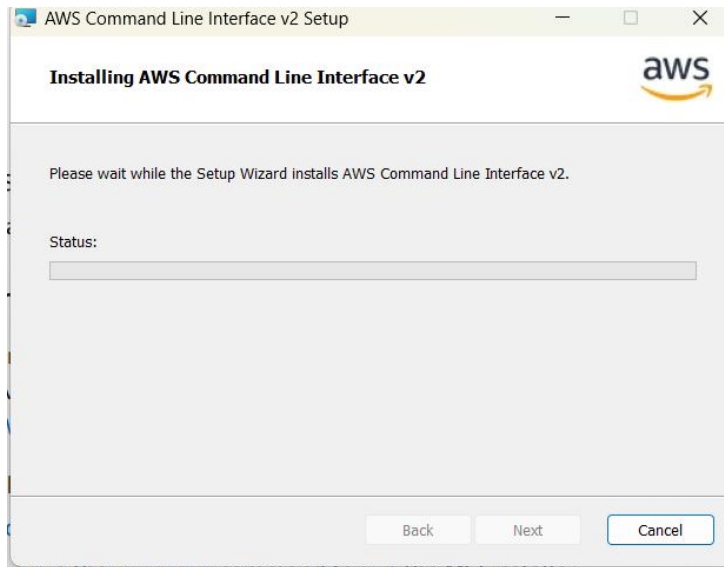 AWS Command Line Interface v2 Setup
Installing AWS Command Line Interface v2
aws
Please wait while the Setup Wizard installs AWS Command Line Interface v2.
Status:
Back Next Cancel